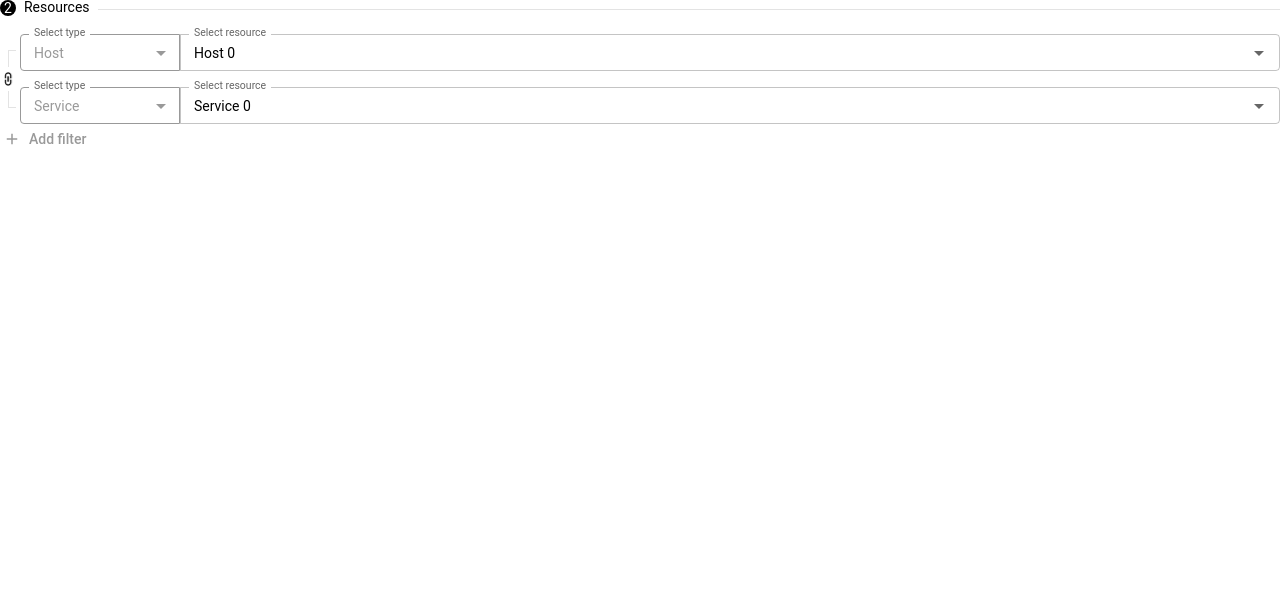 2 Resources
Select type Select resource
Host Host 0
Select type Select resource
Service Service 0
Add filter